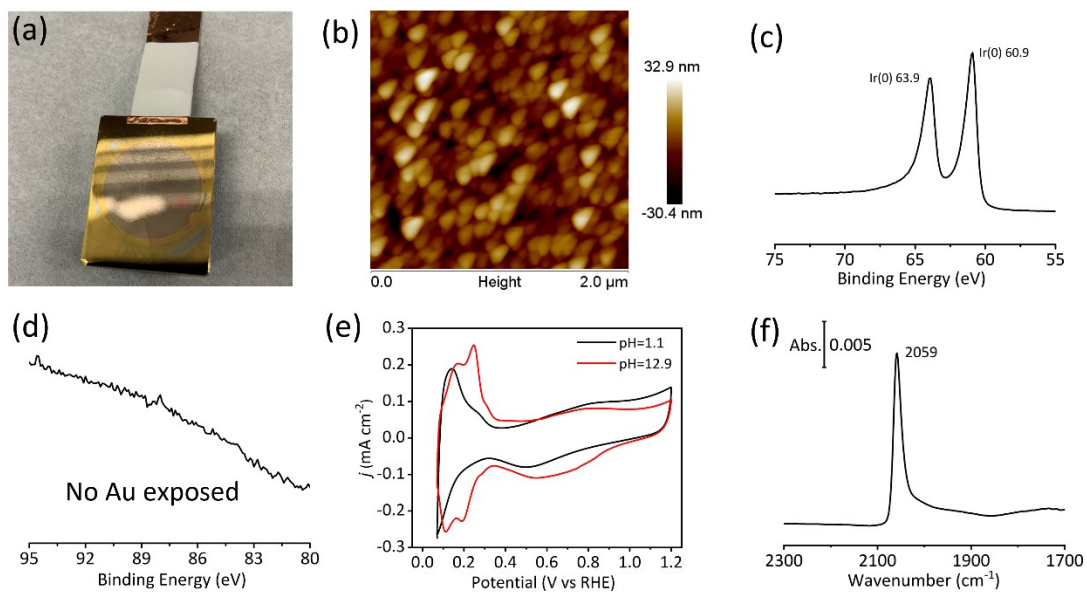 (a)
(b)
32.9 nm
-30.4 nm
0.0 Height 2.0 μm
(c)
Ir(0) 63.9
Ir(0) 60.9
75 70 65 60 55
Binding Energy (eV)
(d)
No Au exposed
95 92 89 86 83 80
Binding Energy (eV)
(e)
0.3
0.2
0.1
0.0
-0.1
-0.2
-0.3
j (mA cm⁻²)
pH=1.1
pH=12.9
0.0 0.2 0.4 0.6 0.8 1.0 1.2
Potential (V vs RHE)
(f)
Abs. 0.005
2059
2300 2100 1900 1700
Wavenumber (cm⁻¹)